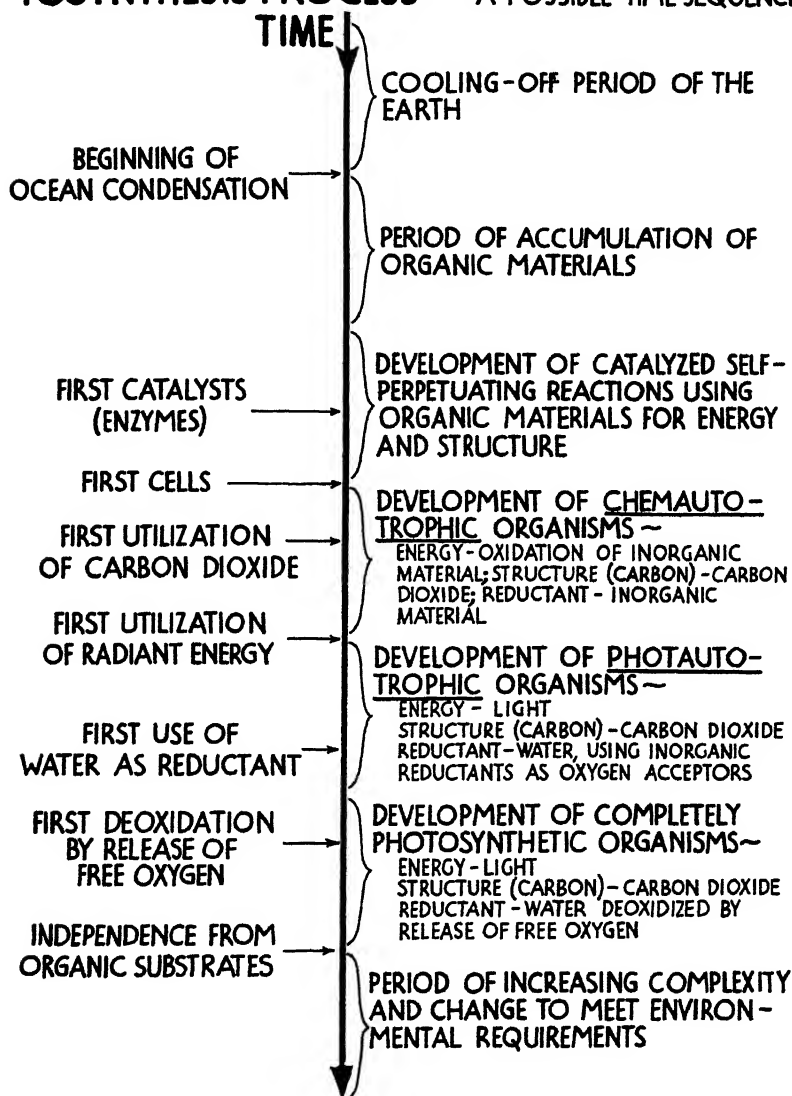 TOSYNTHESIS PROCESS — A POSSIBLE TIME SEQUENCE
TIME
COOLING-OFF PERIOD OF THE
EARTH
BEGINNING OF
OCEAN CONDENSATION
PERIOD OF ACCUMULATION OF
ORGANIC MATERIALS
FIRST CATALYSTS
(ENZYMES)
DEVELOPMENT OF CATALYZED SELF-
PERPETUATING REACTIONS USING
ORGANIC MATERIALS FOR ENERGY
AND STRUCTURE
FIRST CELLS
FIRST UTILIZATION
OF CARBON DIOXIDE
DEVELOPMENT OF CHEMAUTO-
TROPHIC ORGANISMS ~
ENERGY-OXIDATION OF INORGANIC
MATERIAL; STRUCTURE (CARBON) -CARBON
DIOXIDE; REDUCTANT - INORGANIC
MATERIAL
FIRST UTILIZATION
OF RADIANT ENERGY
DEVELOPMENT OF PHOTAUTO-
TROPHIC ORGANISMS~
ENERGY - LIGHT
STRUCTURE (CARBON) -CARBON DIOXIDE
REDUCTANT-WATER, USING INORGANIC
REDUCTANTS AS OXYGEN ACCEPTORS
FIRST USE OF
WATER AS REDUCTANT
FIRST DEOXIDATION
BY RELEASE OF
FREE OXYGEN
DEVELOPMENT OF COMPLETELY
PHOTOSYNTHETIC ORGANISMS~
ENERGY-LIGHT
STRUCTURE (CARBON)-CARBON DIOXIDE
REDUCTANT-WATER DEOXIDIZED BY
RELEASE OF FREE OXYGEN
INDEPENDENCE FROM
ORGANIC SUBSTRATES
PERIOD OF INCREASING COMPLEXITY
AND CHANGE TO MEET ENVIRON-
MENTAL REQUIREMENTS